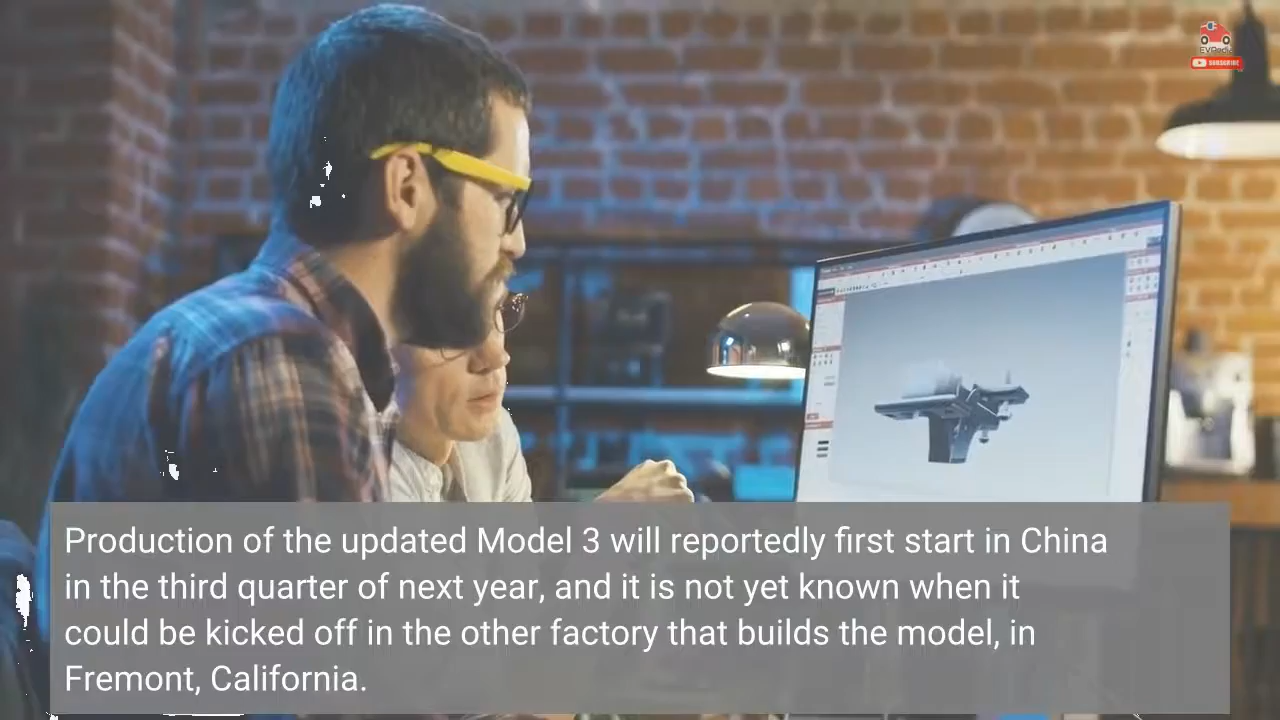 EVPedia
SUBSCRIBE
Production of the updated Model 3 will reportedly first start in China
in the third quarter of next year, and it is not yet known when it
could be kicked off in the other factory that builds the model, in
Fremont, California.